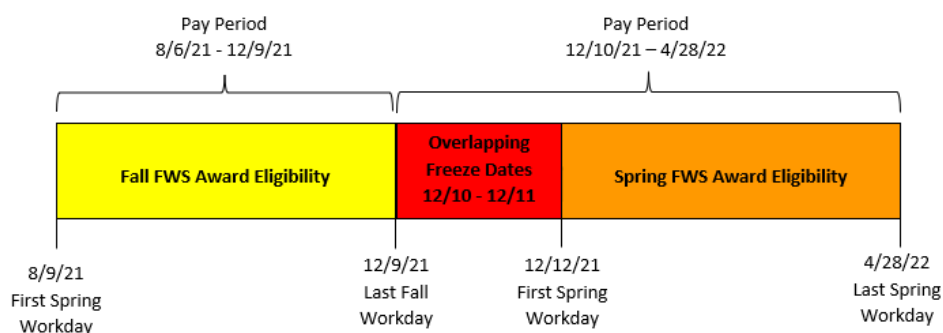 Pay Period
8/6/21 - 12/9/21
Pay Period
12/10/21 – 4/28/22
Fall FWS Award Eligibility
Overlapping
Freeze Dates
12/10 - 12/11
Spring FWS Award Eligibility
8/9/21
First Spring
Workday
12/9/21
Last Fall
Workday
12/12/21
First Spring
Workday
4/28/22
Last Spring
Workday